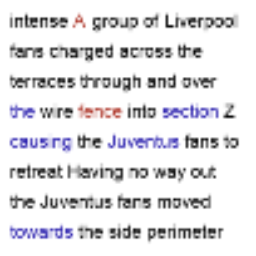 intense A group of Liverpool
fans charged across the
terraces through and over
the wire fence into section Z
causing the Juventus fans to
retreat Having no way out
the Juventus fans moved
towards the side perimeter